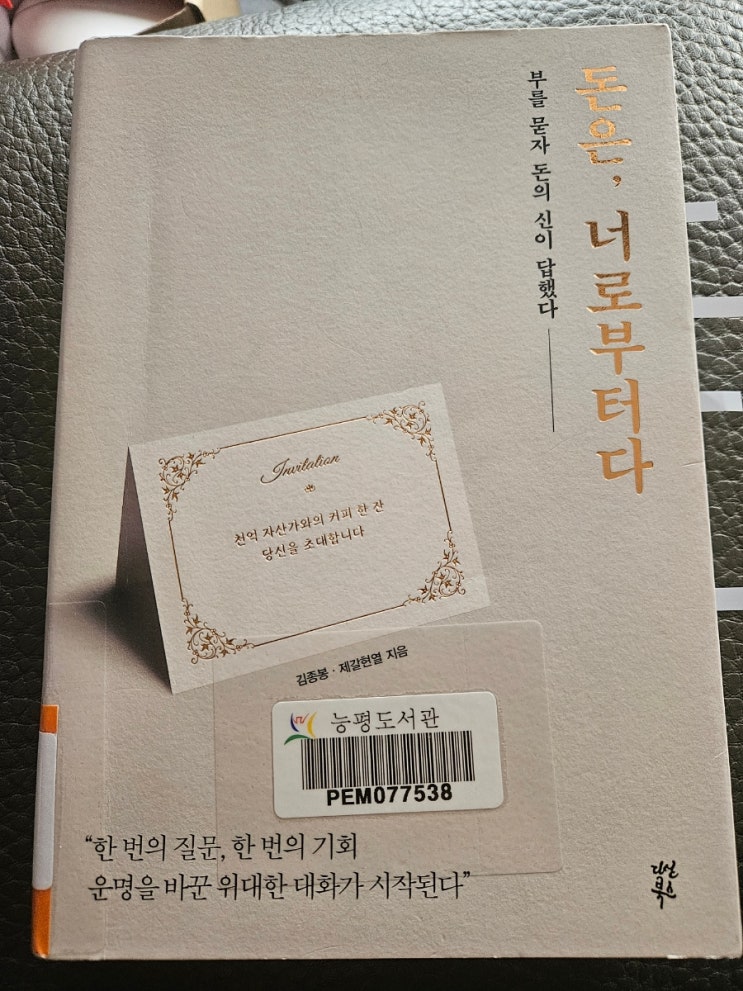 돈은, 너로부터다
부를 묻자 돈의 신이 답했다
Invitation
천억 자산가와의 커피 한 잔
당신을 초대합니다
김종봉 · 제갈현열 지음
능평도서관
PEM077538
“한 번의 질문, 한 번의 기회
운명을 바꾼 위대한 대화가 시작된다”
다산
북스